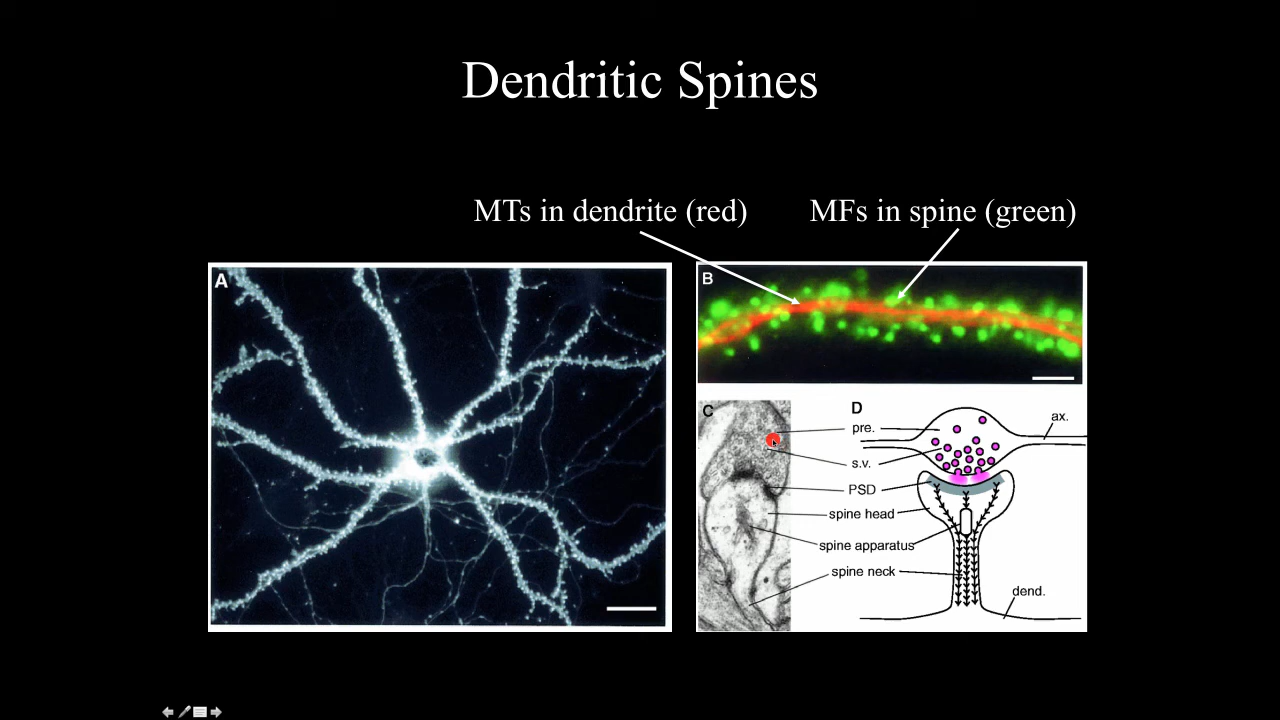 Dendritic Spines
MTs in dendrite (red)
MFs in spine (green)
A
B
C
D
ax.
pre.
s.v.
PSD
spine head
spine apparatus
spine neck
dend.